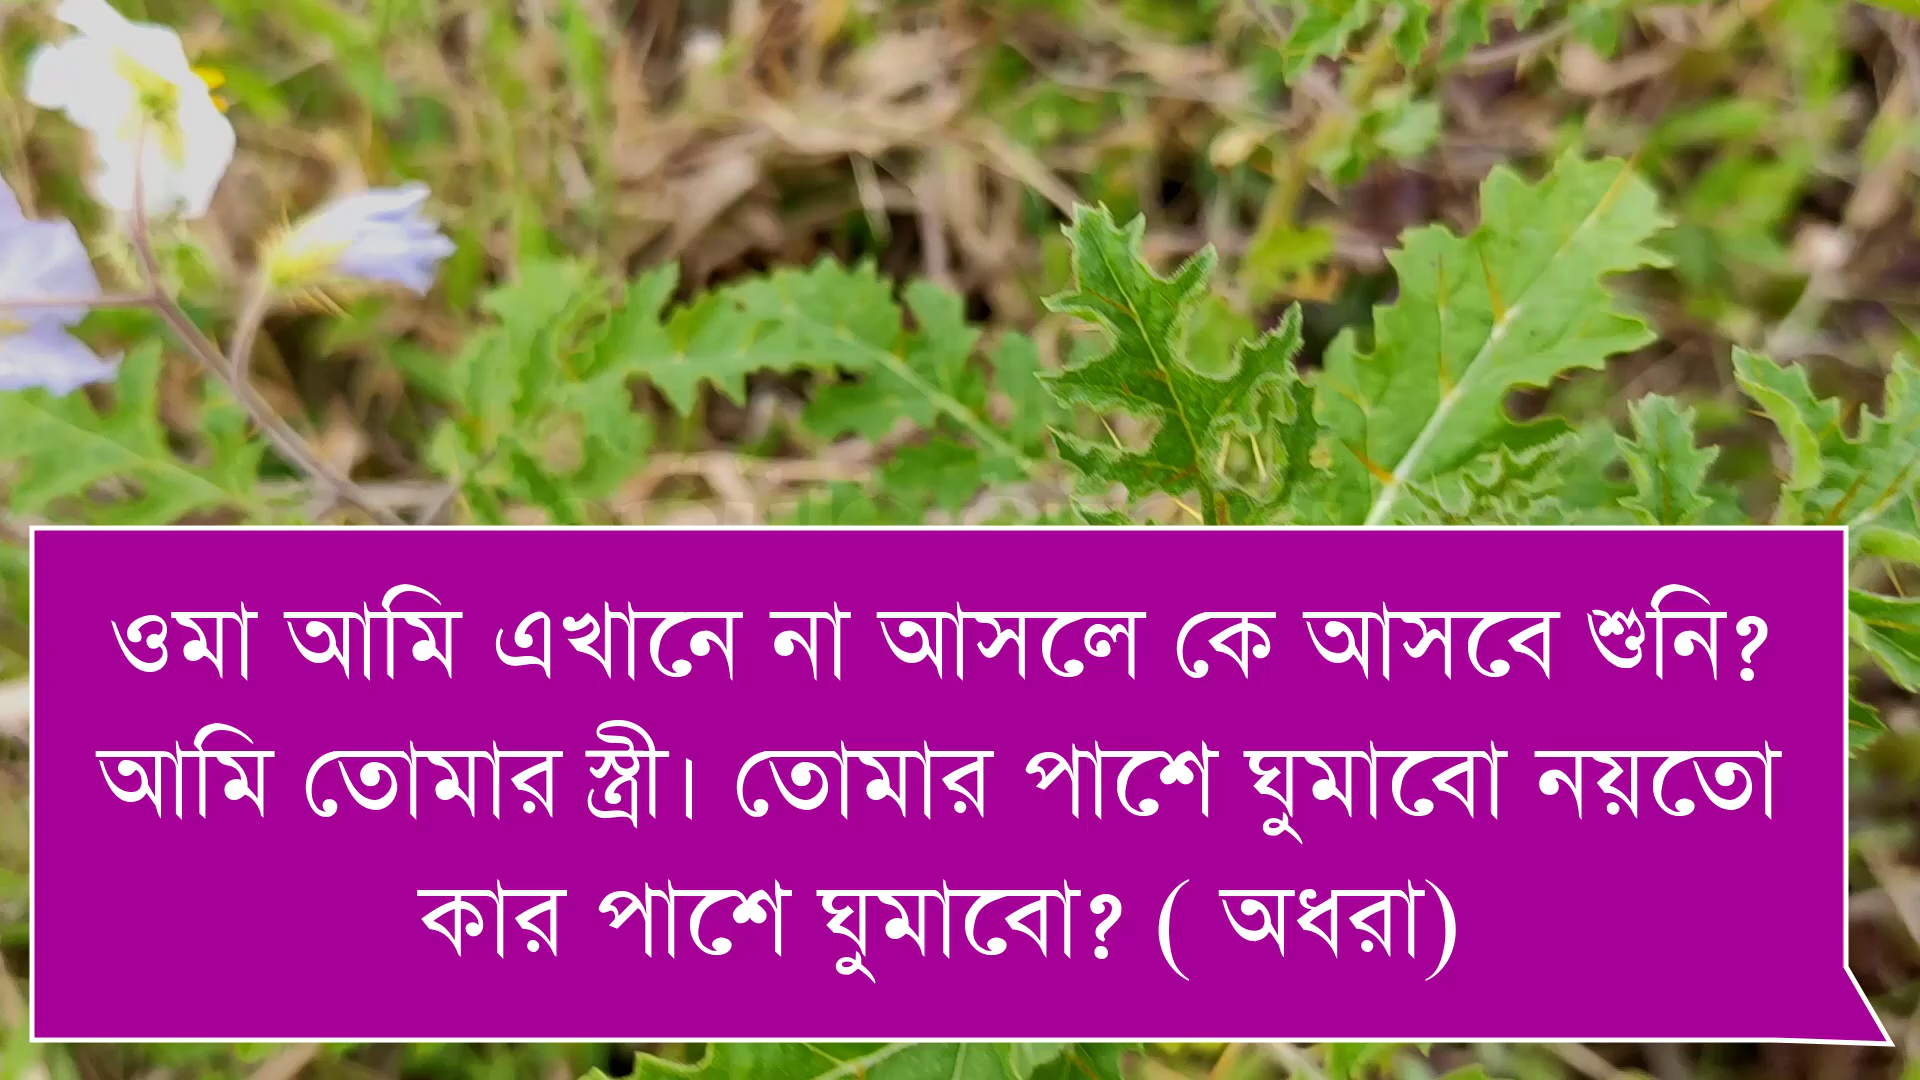 ওমা আমি এখানে না আসলে কে আসবে শুনি?
আমি তোমার স্ত্রী। তোমার পাশে ঘুমাবো নয়তো
কার পাশে ঘুমাবো? ( অধরা)